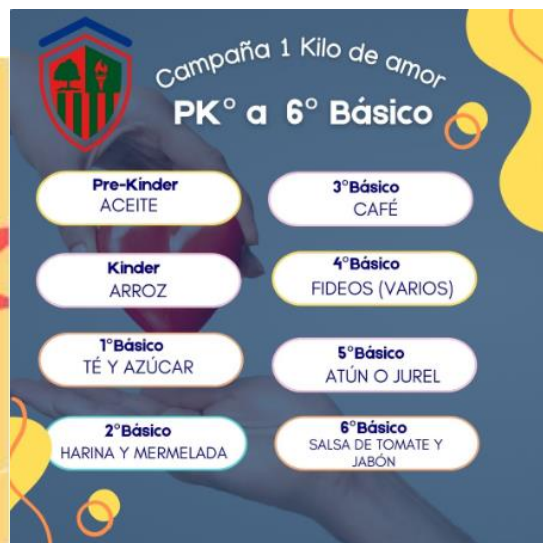 Campaña 1 Kilo de amor
PK° a 6° Básico
Pre-Kinder
ACEITE
Kinder
ARROZ
1°Básico
TÉ Y AZÚCAR
2°Básico
HARINA Y MERMELADA
3°Básico
CAFÉ
4°Básico
FIDEOS (VARIOS)
5°Básico
ATÚN O JUREL
6°Básico
SALSA DE TOMATE Y
JABÓN